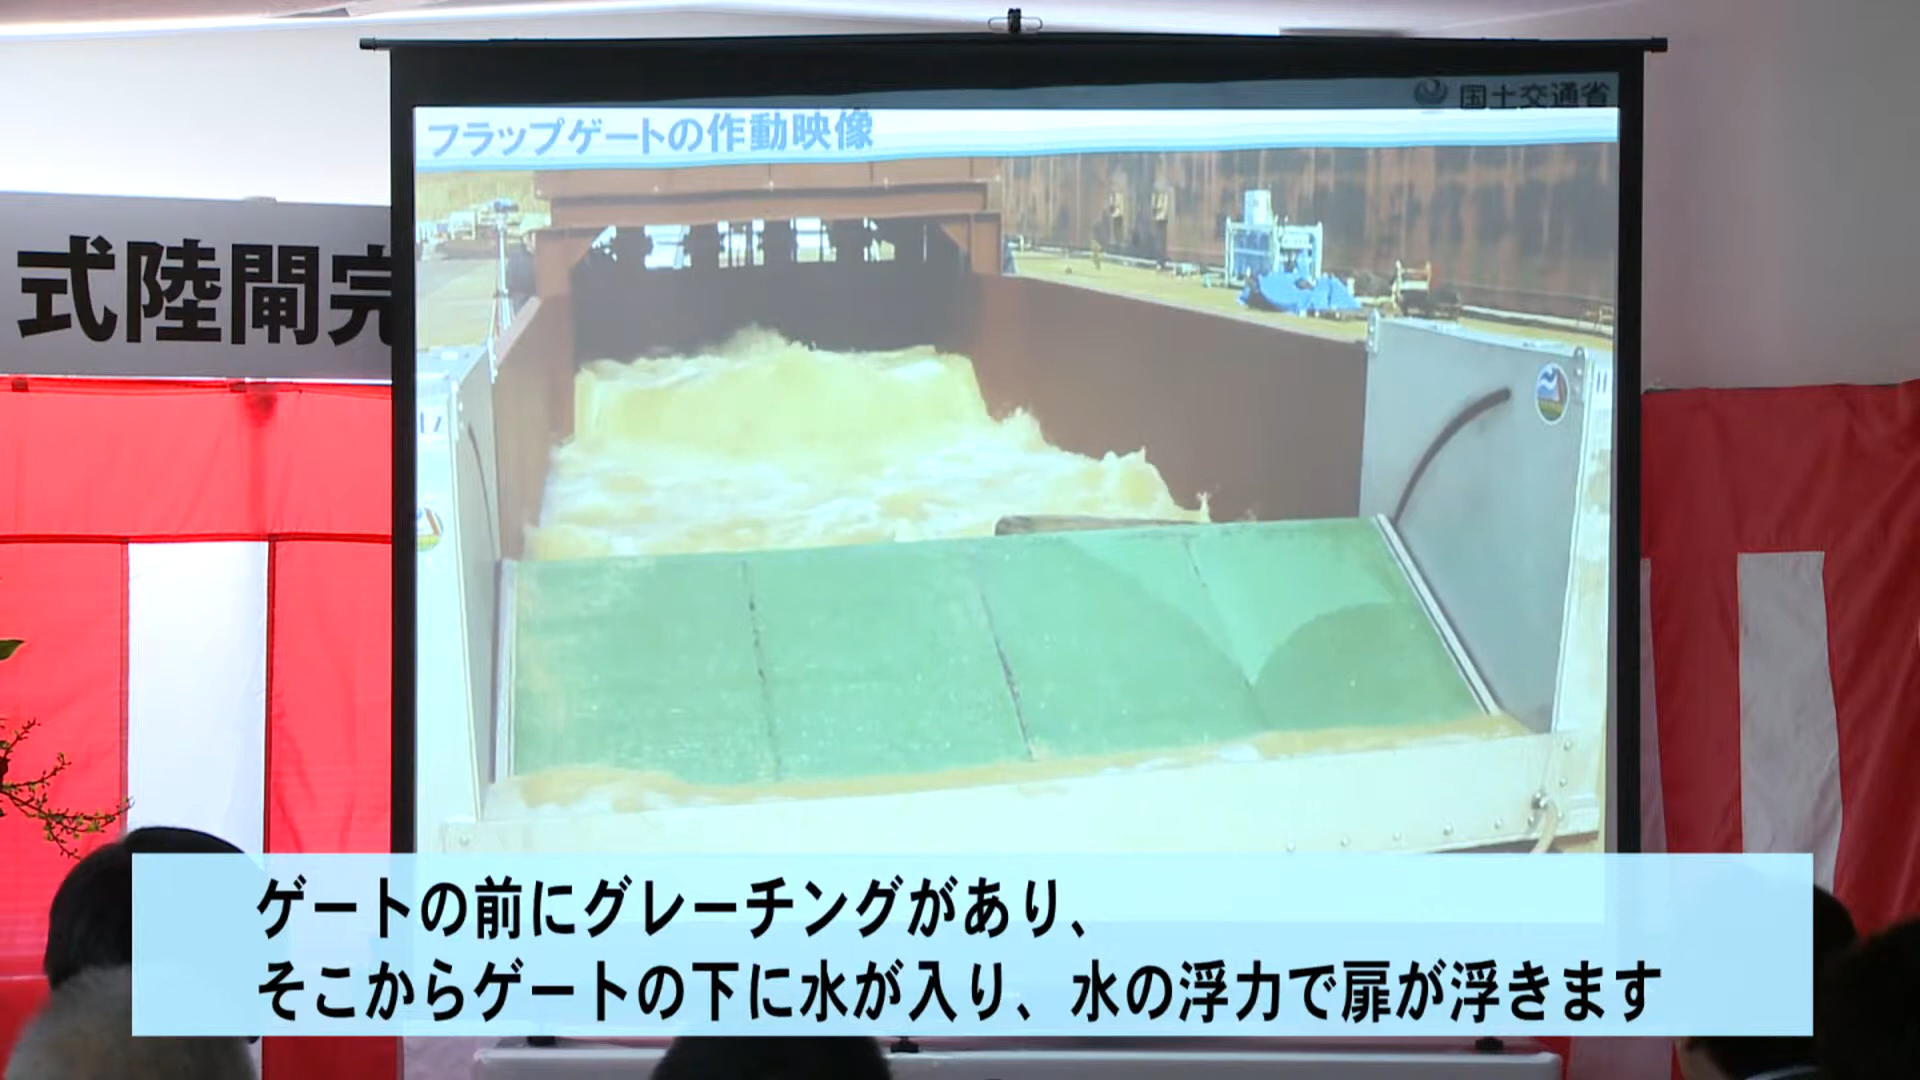 国土交通省
フラップゲートの作動映像
式陸閘完
ゲートの前にグレーチングがあり、
そこからゲートの下に水が入り、水の浮力で扉が浮きます